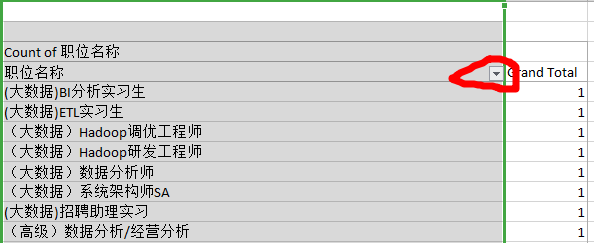 Count of 职位名称
职位名称 Grand Total
(大数据)BI分析实习生 1
(大数据)ETL实习生 1
（大数据）Hadoop调优工程师 1
（大数据）Hadoop研发工程师 1
（大数据）数据分析师 1
（大数据）系统架构师SA 1
(大数据)招聘助理实习 1
（高级）数据分析/经营分析 1